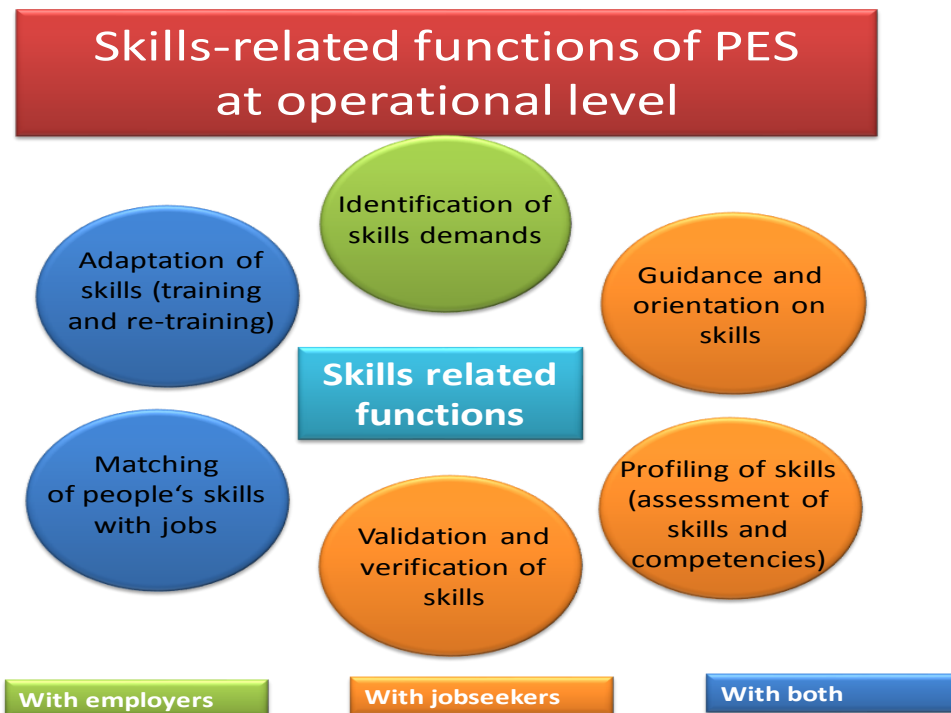 Skills-related functions of PES
at operational level
Identification of
skills demands
Adaptation of
skills (training
and re-training)
Guidance and
orientation on
skills
Skills related
functions
Matching
of people‘s skills
with jobs
Profiling of skills
(assessment of
skills and
competencies)
Validation and
verification of
skills
With employers
With jobseekers
With both